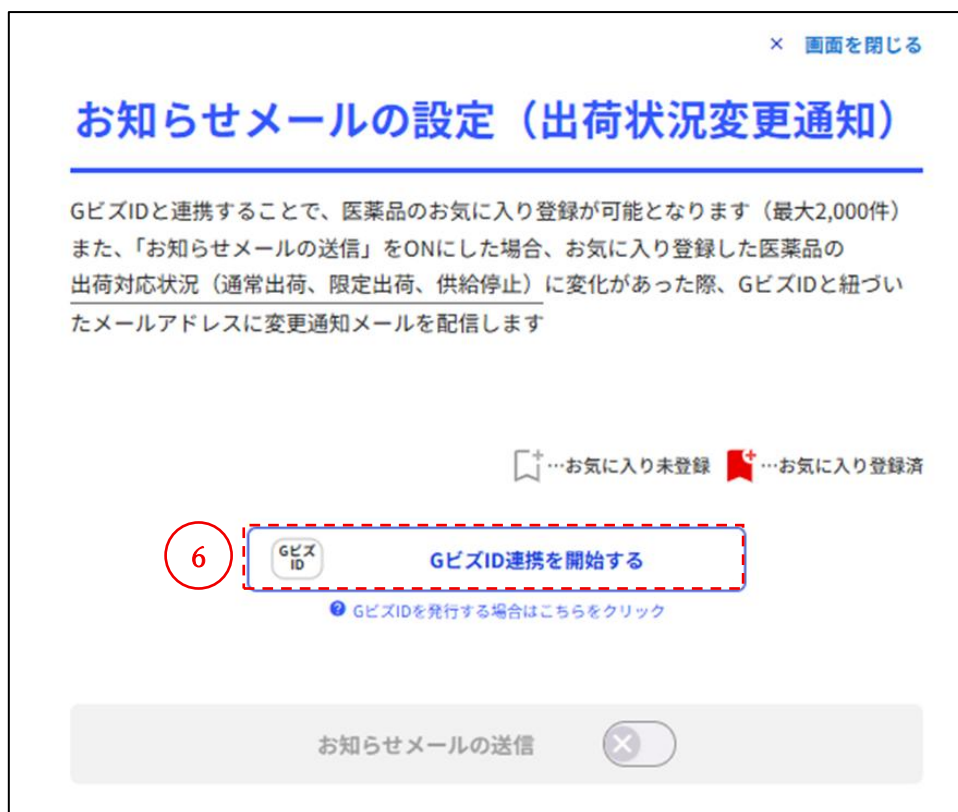 × 画面を閉じる
お知らせメールの設定（出荷状況変更通知）
GビズIDと連携することで、医薬品のお気に入り登録が可能となります（最大2,000件）
また、「お知らせメールの送信」をONにした場合、お気に入り登録した医薬品の
出荷対応状況（通常出荷、限定出荷、供給停止）に変化があった際、GビズIDと紐づい
たメールアドレスに変更通知メールを配信します
…お気に入り未登録 …お気に入り登録済
6
Gビズ
ID
GビズID連携を開始する
? GビズIDを発行する場合はこちらをクリック
お知らせメールの送信